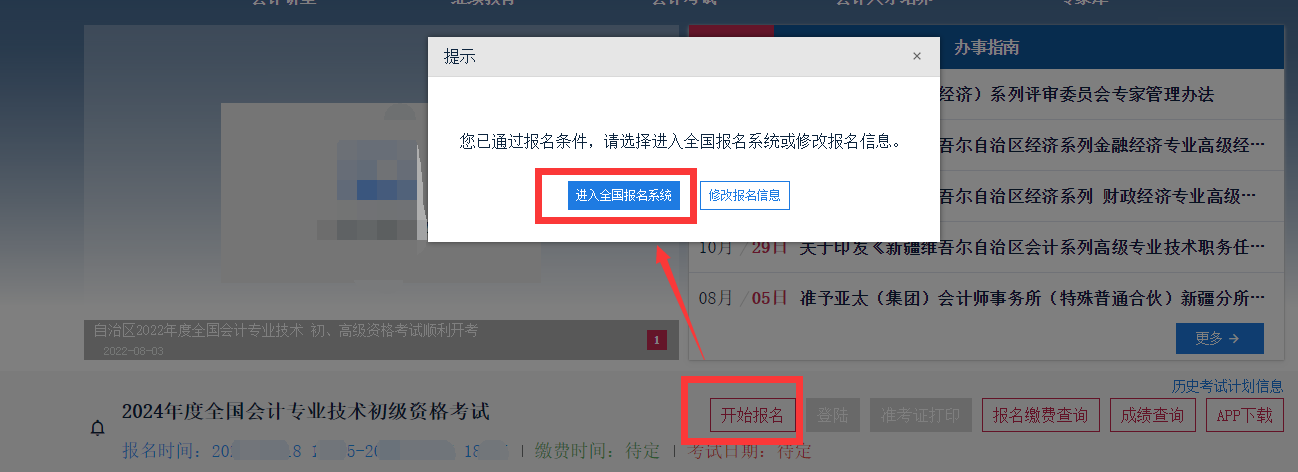 提示
×
您已通过报名条件，请选择进入全国报名系统或修改报名信息。
进入全国报名系统
修改报名信息
自治区2022年度全国会计专业技术 初、高级资格考试顺利开考
2022-08-03
1
办事指南
经济）系列评审委员会专家管理办法
吾尔自治区经济系列金融经济专业高级经…
吾尔自治区经济系列 财政经济专业高级…
10月 / 29日 关于印发《新疆维吾尔自治区会计系列高级专业技术职务任…
08月 / 05日 准予亚太（集团）会计师事务所（特殊普通合伙）新疆分所…
更多 →
历史考试计划信息
2024年度全国会计专业技术初级资格考试
开始报名
登陆
准考证打印
报名缴费查询
成绩查询
APP下载
报名时间： | 缴费时间：待定 | 考试日期：待定